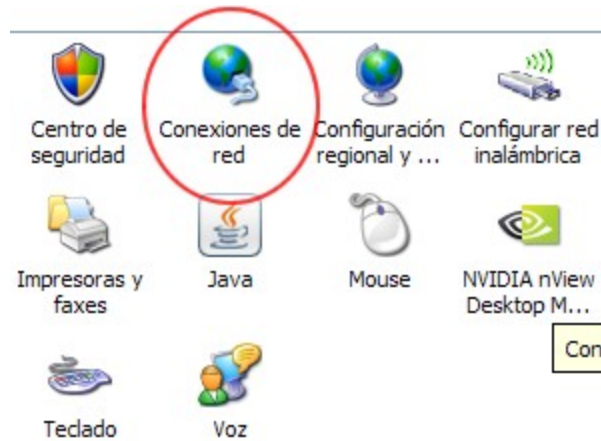 Centro de
seguridad
Conexiones de
red
Configuración
regional y ...
Configurar red
inalámbrica
Impresoras y
faxes
Java
Mouse
NVIDIA nView
Desktop M...
Con
Teclado
Voz